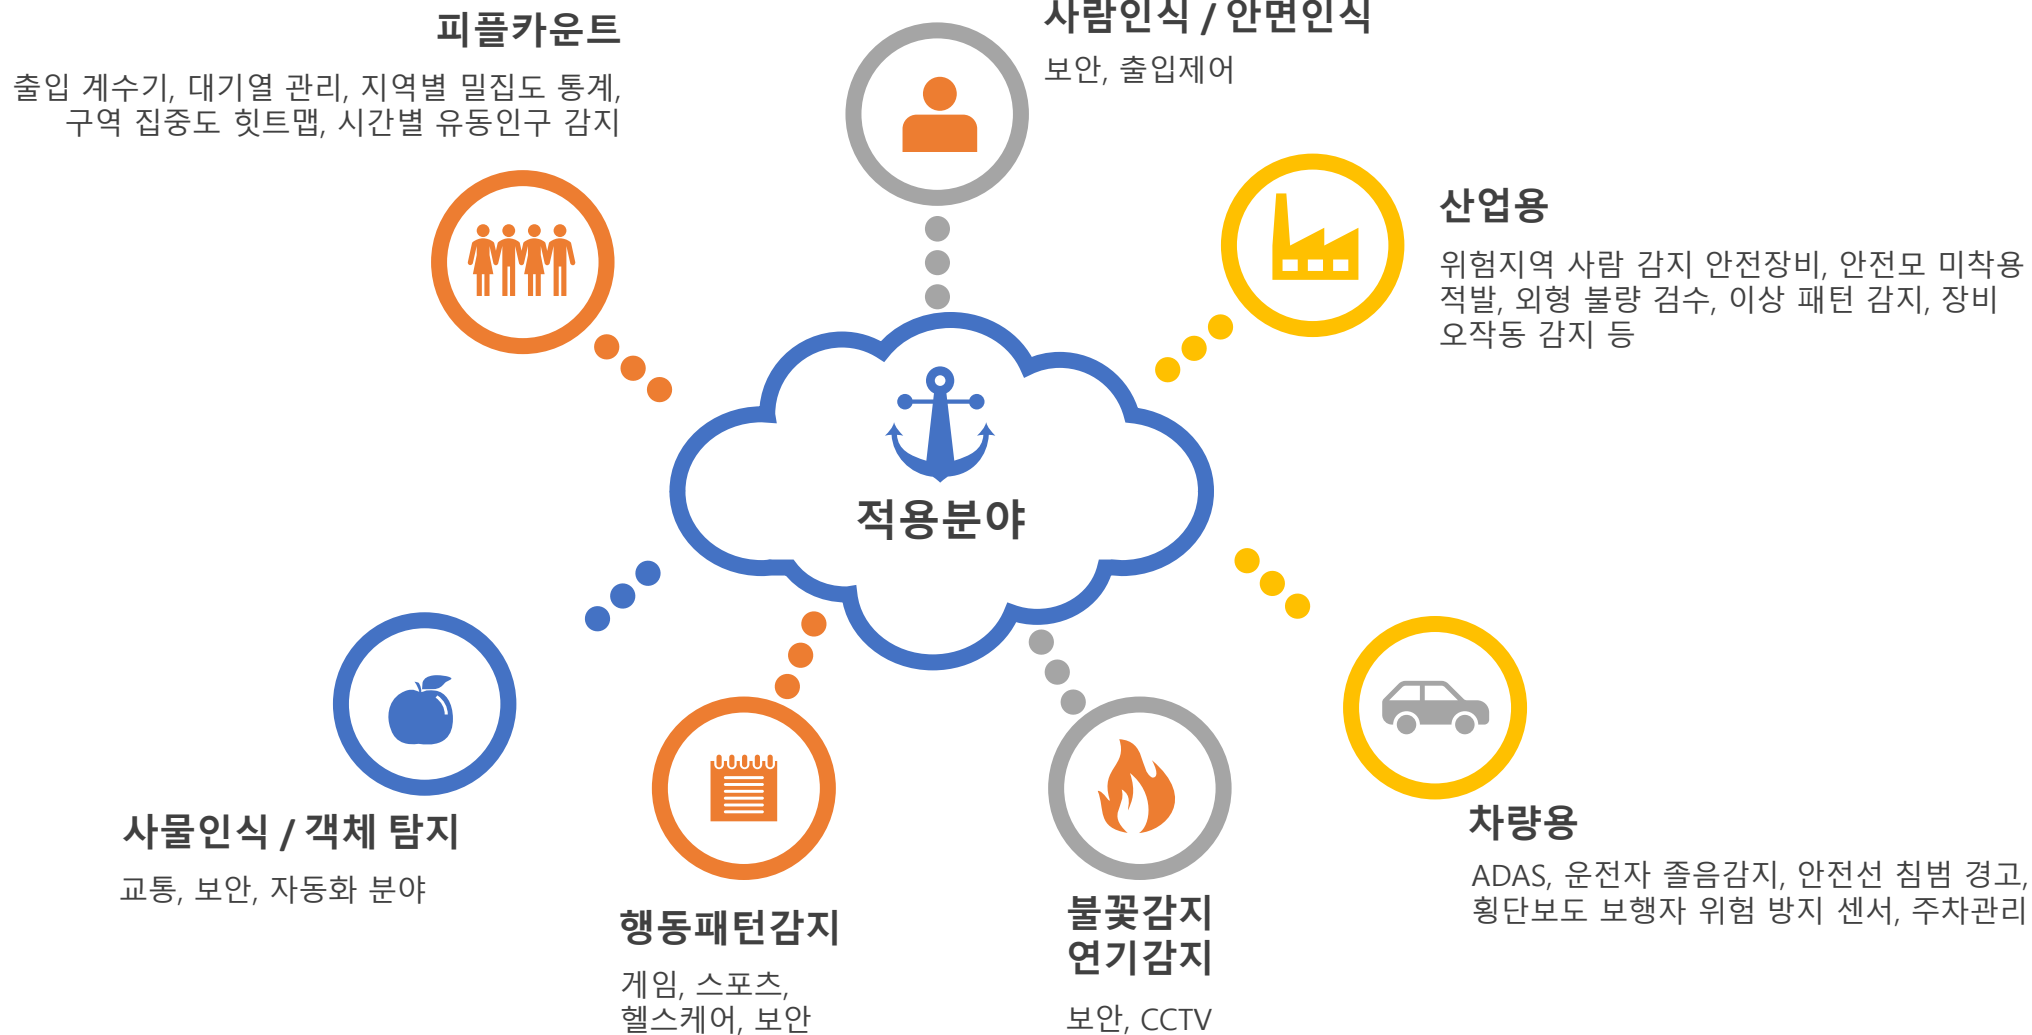 피플카운트
출입 계수기, 대기열 관리, 지역별 밀집도 통계,
구역 집중도 힛트맵, 시간별 유동인구 감지
사람인식 / 안면인식
보안, 출입제어
산업용
위험지역 사람 감지 안전장비, 안전모 미착용
적발, 외형 불량 검수, 이상 패턴 감지, 장비
오작동 감지 등
적용분야
사물인식 / 객체 탐지
교통, 보안, 자동화 분야
행동패턴감지
게임, 스포츠,
헬스케어, 보안
불꽃감지
연기감지
보안, CCTV
차량용
ADAS, 운전자 졸음감지, 안전선 침범 경고,
횡단보도 보행자 위험 방지 센서, 주차관리